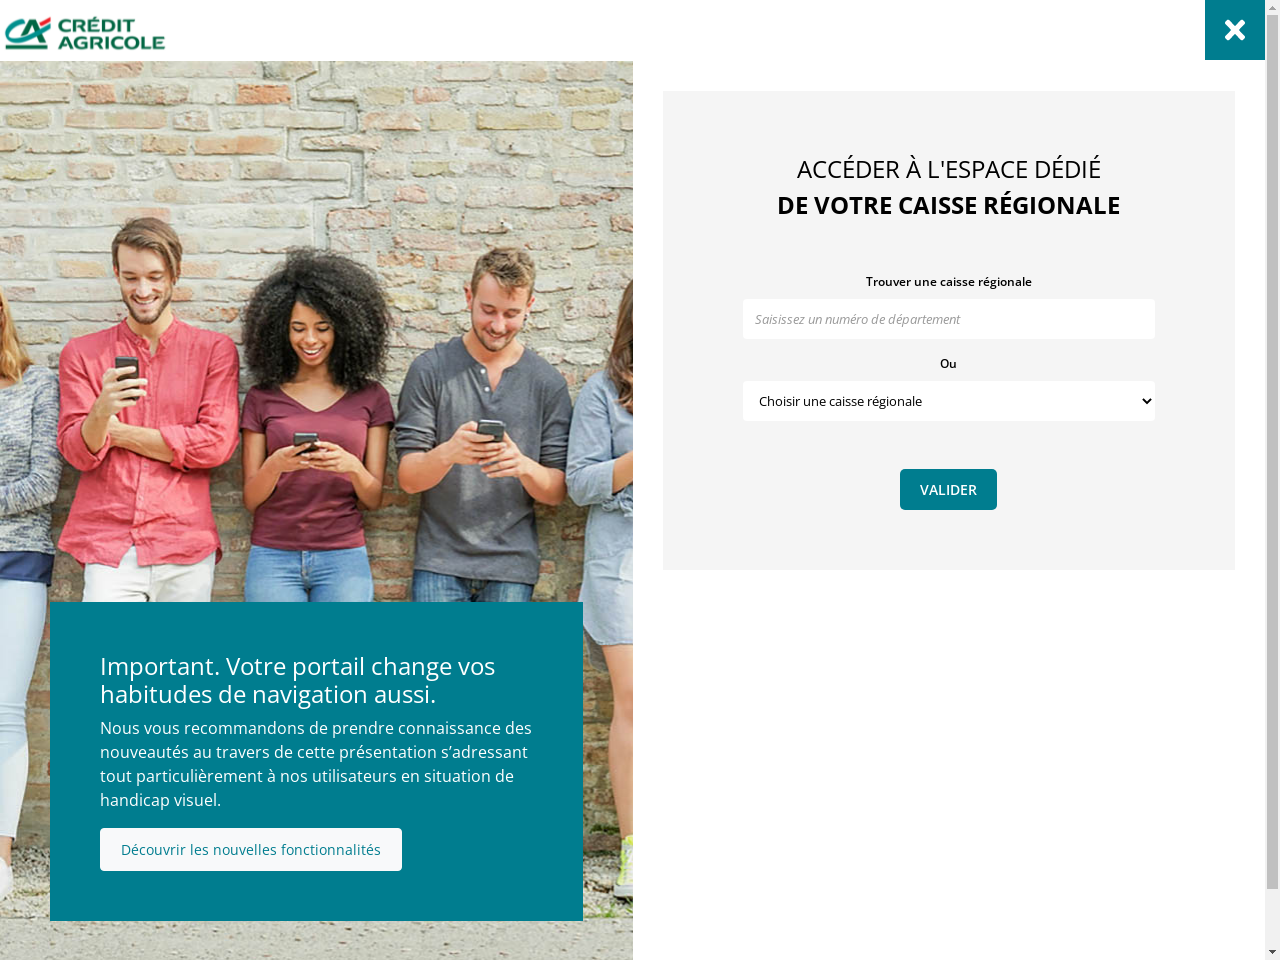 CRÉDIT
AGRICOLE
ACCÉDER À L'ESPACE DÉDIÉ
DE VOTRE CAISSE RÉGIONALE
Trouver une caisse régionale
Saisissez un numéro de département
Ou
Choisir une caisse régionale
VALIDER
Important. Votre portail change vos
habitudes de navigation aussi.
Nous vous recommandons de prendre connaissance des
nouveautés au travers de cette présentation s’adressant
tout particulièrement à nos utilisateurs en situation de
handicap visuel.
Découvrir les nouvelles fonctionnalités